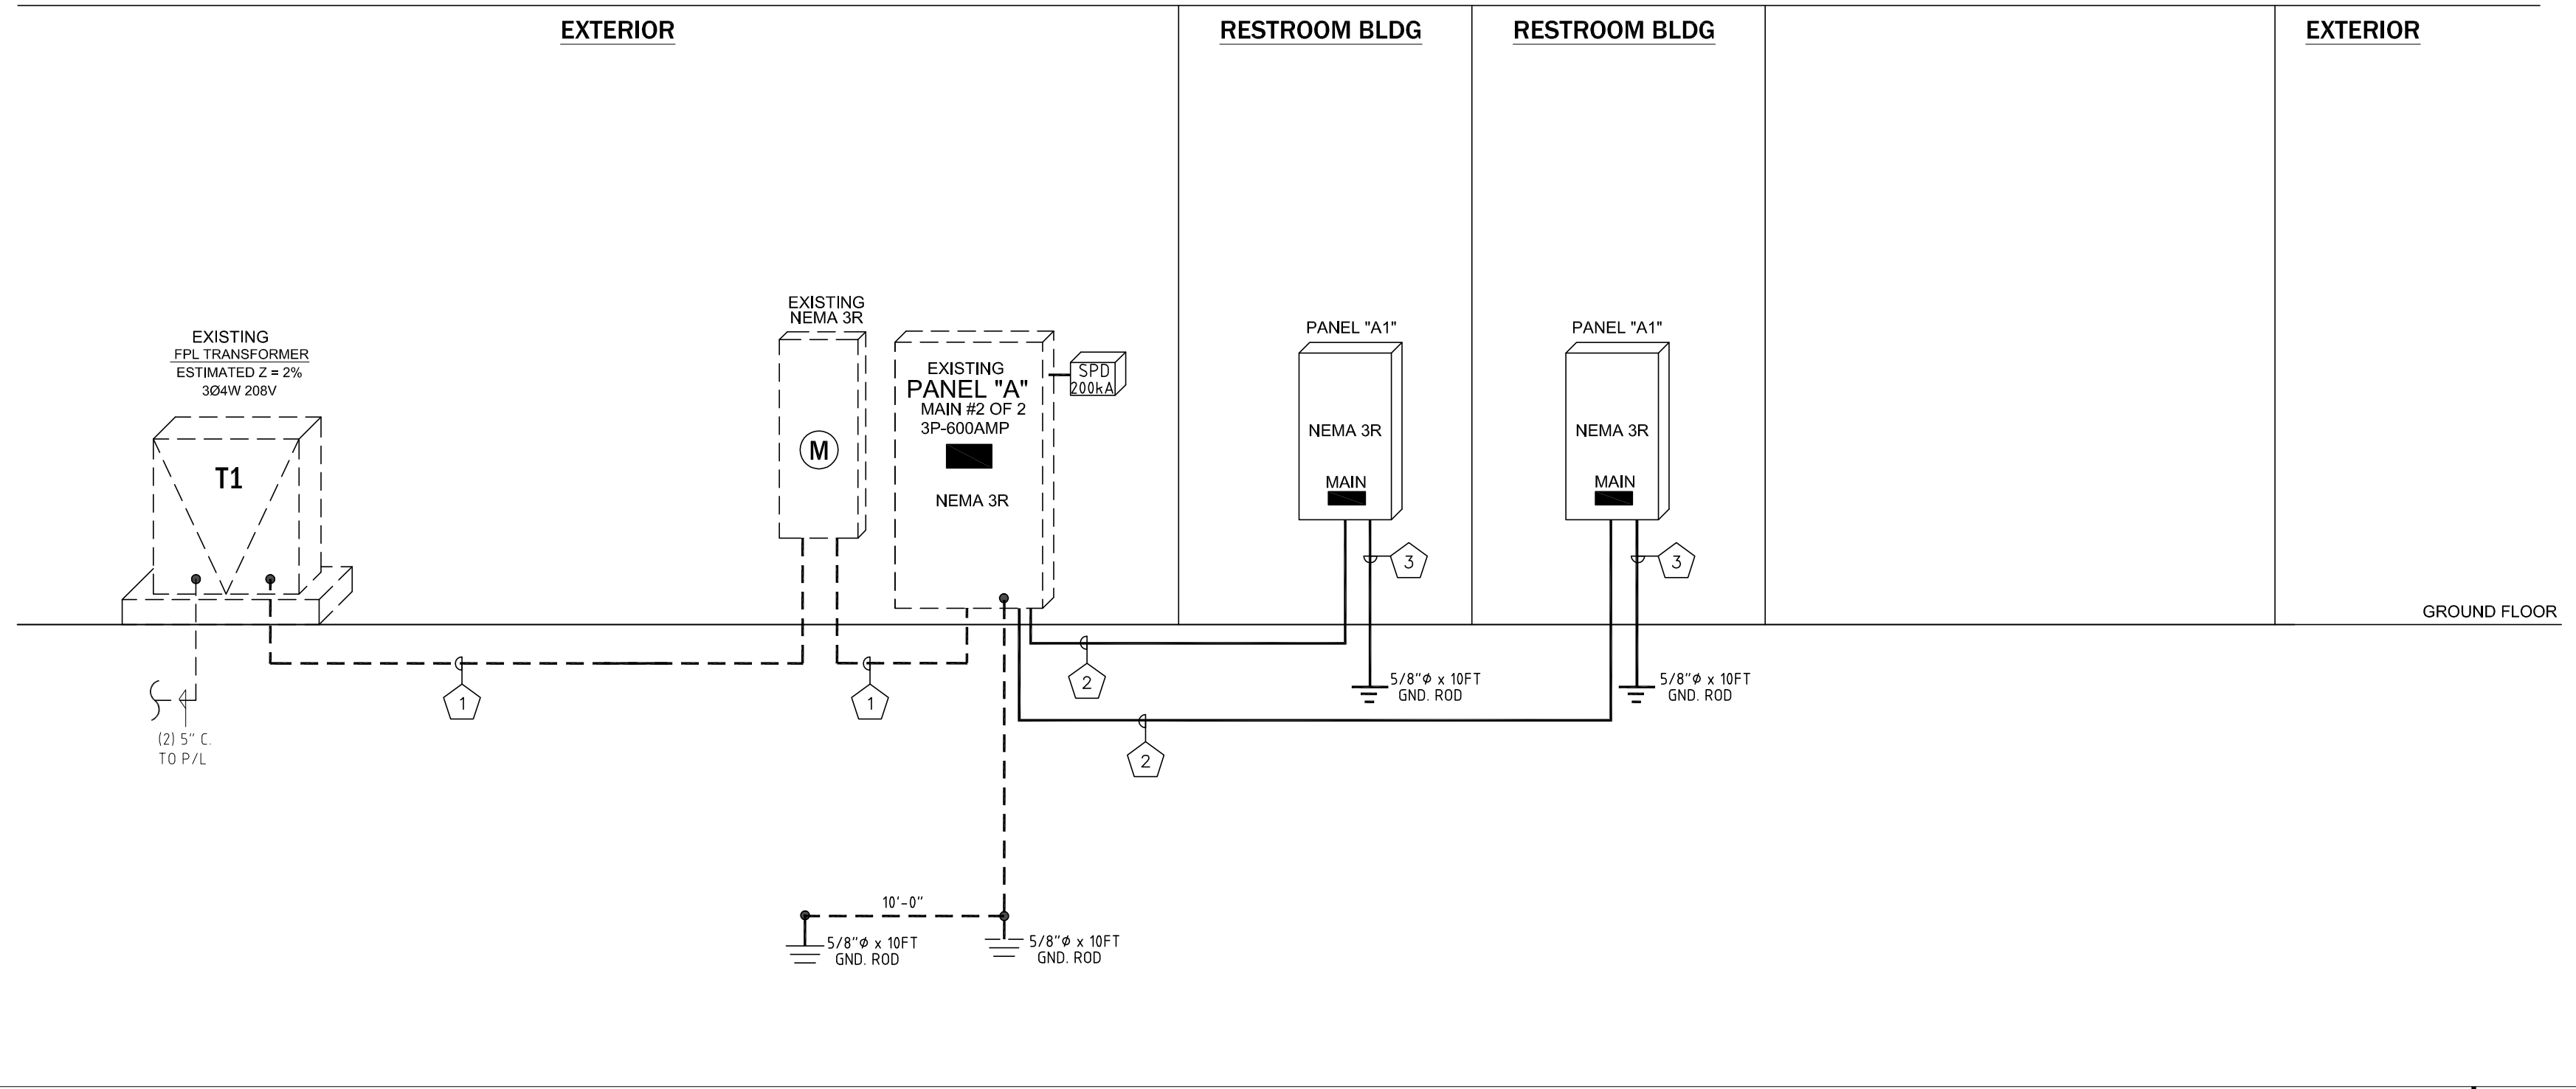 EXTERIOR
RESTROOM BLDG
RESTROOM BLDG
EXTERIOR
EXISTING
FPL TRANSFORMER
ESTIMATED Z = 2%
3Ø4W 208V
T1
(2) 5" C.
TO P/L
1
EXISTING
NEMA 3R
M
1
EXISTING
PANEL "A"
MAIN #2 OF 2
3P-600AMP
NEMA 3R
SPD
200kA
2
2
PANEL "A1"
NEMA 3R
MAIN
3
5/8"ø x 10FT
GND. ROD
PANEL "A1"
NEMA 3R
MAIN
3
5/8"ø x 10FT
GND. ROD
GROUND FLOOR
10'-0"
5/8"ø x 10FT
GND. ROD
5/8"ø x 10FT
GND. ROD